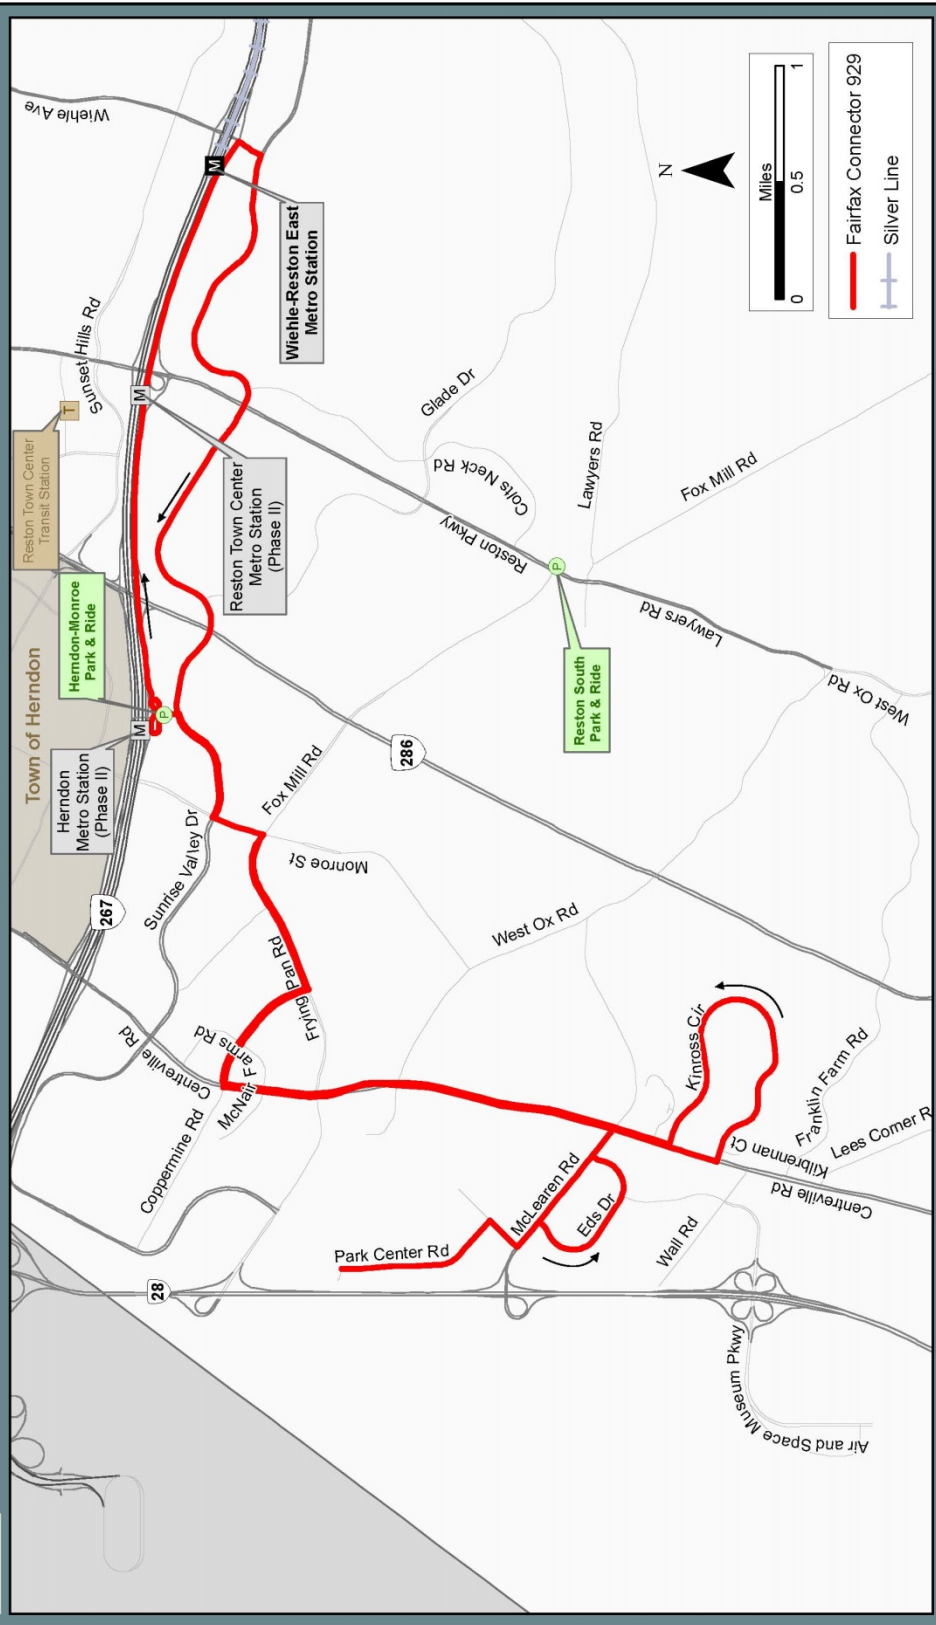 Town of Herndon
Reston Town Center
Transit Station
T
Sunset Hills Rd
Wiehle Ave
Herndon-Monroe
Park & Ride
Herndon
Metro Station
(Phase II)
M
P
M
M
267
Reston Town Center
Metro Station
(Phase II)
Wiehle-Reston East
Metro Station
Sunrise Valley Dr
Centreville Rd
Coppermine Rd
McNair Farms Rd
Frying Pan Rd
Fox Mill Rd
Monroe St
28
286
Glade Dr
Colts Neck Rd
Reston Pkwy
Lawyers Rd
Fox Mill Rd
P
Reston South
Park & Ride
Lawyers Rd
West Ox Rd
West Ox Rd
Park Center Rd
McLearen Rd
Eds Dr
Kinross Cir
Kilbrennan Ct
Wall Rd
Franklin Farm Rd
Lees Corner R
Centreville Rd
Air and Space Museum Pkwy
N
Miles
0 0.5 1
Fairfax Connector 929
Silver Line